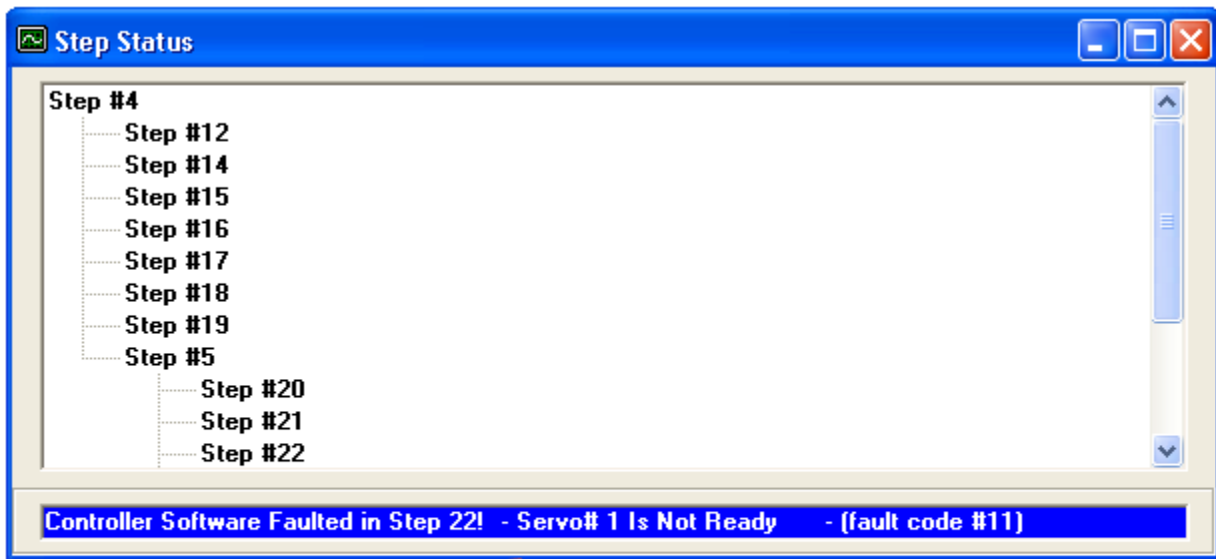 Step Status
Step #4
Step #12
Step #14
Step #15
Step #16
Step #17
Step #18
Step #19
Step #5
Step #20
Step #21
Step #22
Controller Software Faulted in Step 22!  - Servo# 1 Is Not Ready      - (fault code #11)